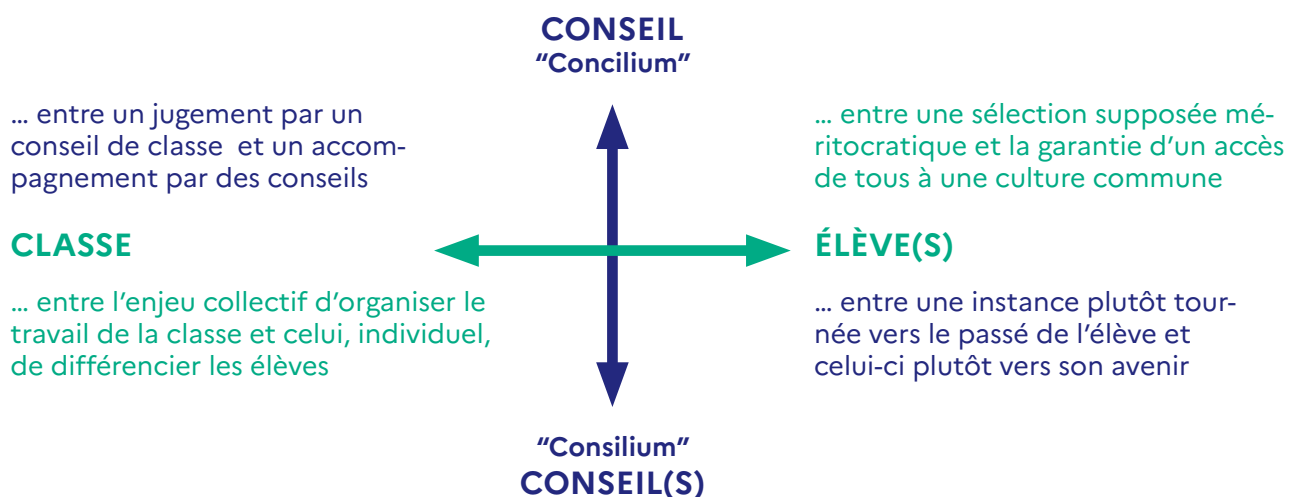 CONSEIL
“Concilium”
… entre un jugement par un
conseil de classe et un accom-
pagnement par des conseils
… entre une sélection supposée mé-
ritocratique et la garantie d’un accès
de tous à une culture commune
CLASSE
ÉLÈVE(S)
… entre l’enjeu collectif d’organiser le
travail de la classe et celui, individuel,
de différencier les élèves
… entre une instance plutôt tour-
née vers le passé de l’élève et
celui-ci plutôt vers son avenir
“Consilium”
CONSEIL(S)